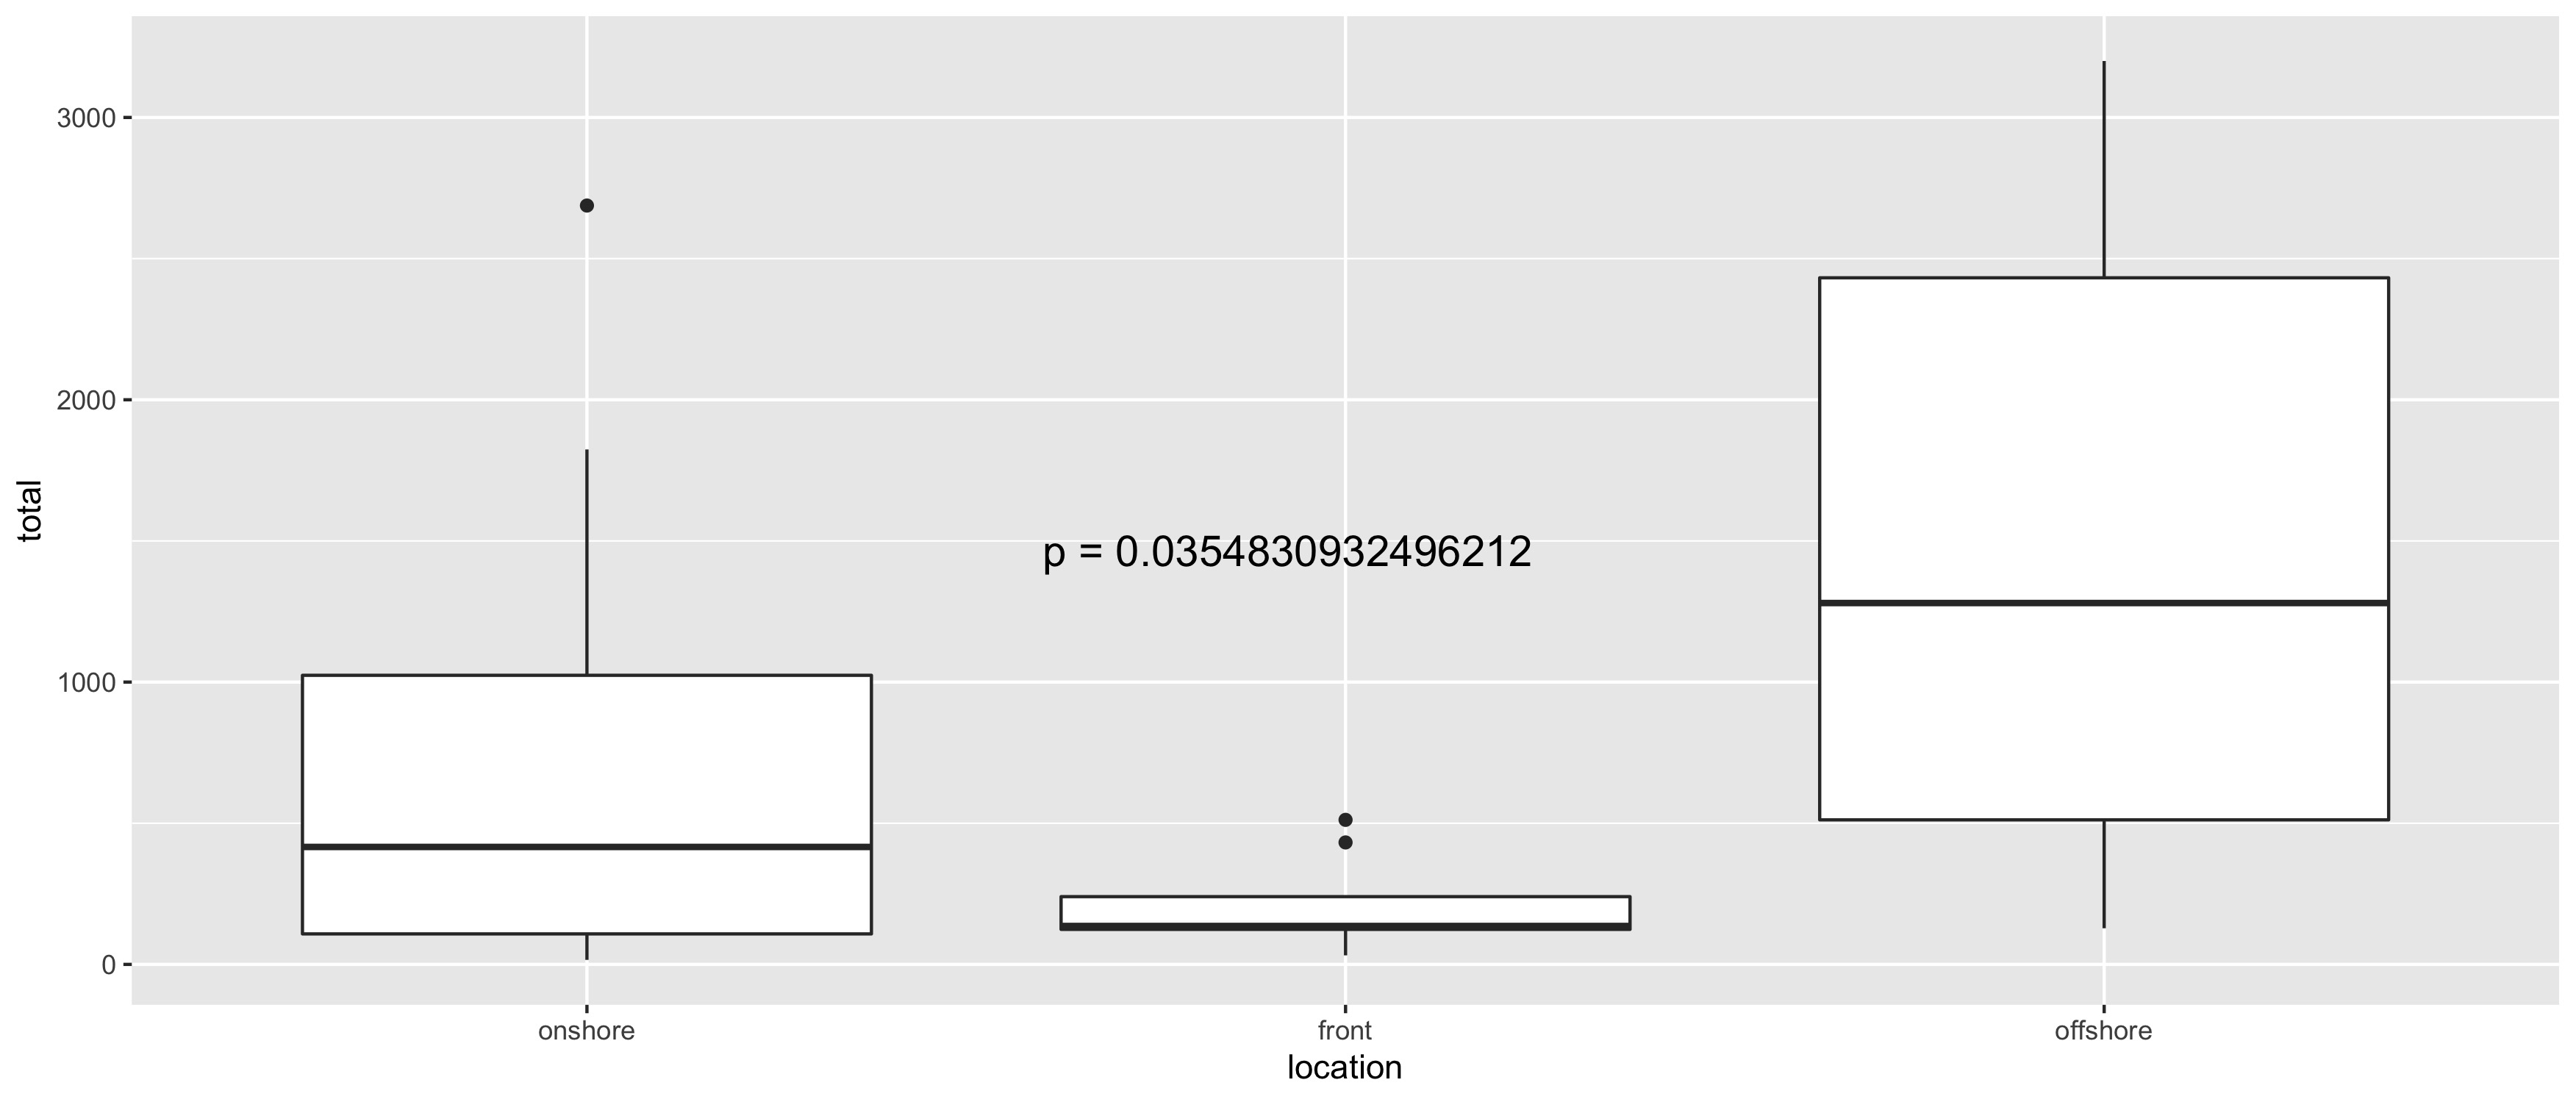 3000
2000
1000
0
total
p = 0.0354830932496212
onshore
front
offshore
location